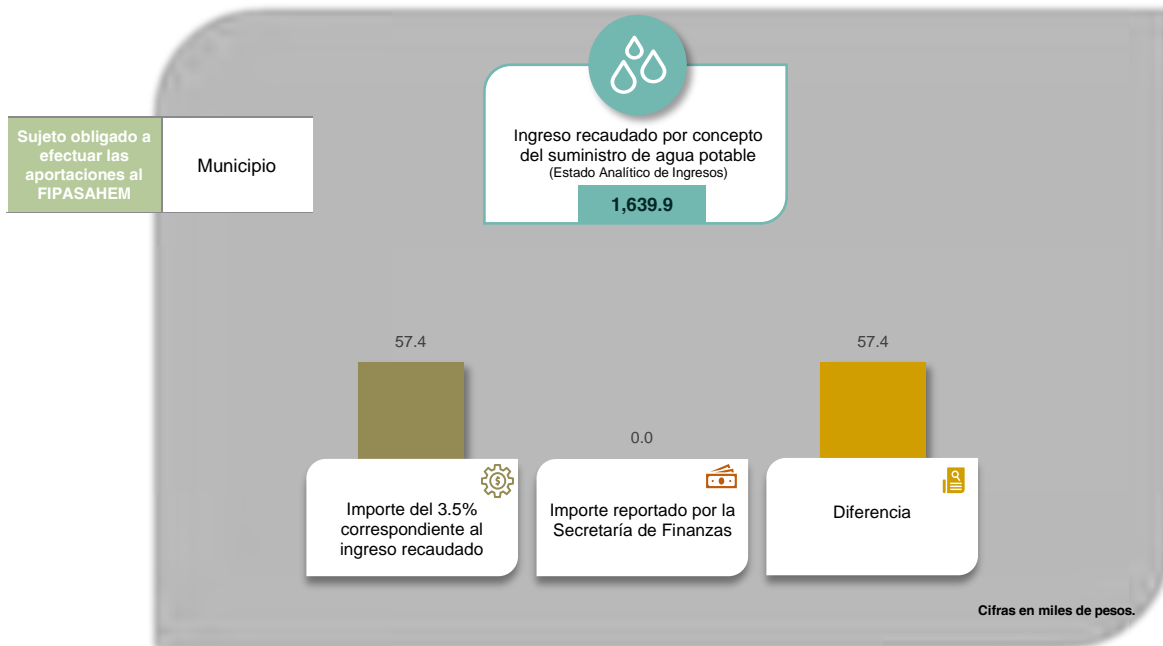 Sujeto obligado a
efectuar las
aportaciones al
FIPASAHEM
Municipio
Ingreso recaudado por concepto
del suministro de agua potable
(Estado Analítico de Ingresos)
1,639.9
57.4
0.0
57.4
Importe del 3.5%
correspondiente al
ingreso recaudado
Importe reportado por la
Secretaría de Finanzas
Diferencia
Cifras en miles de pesos.